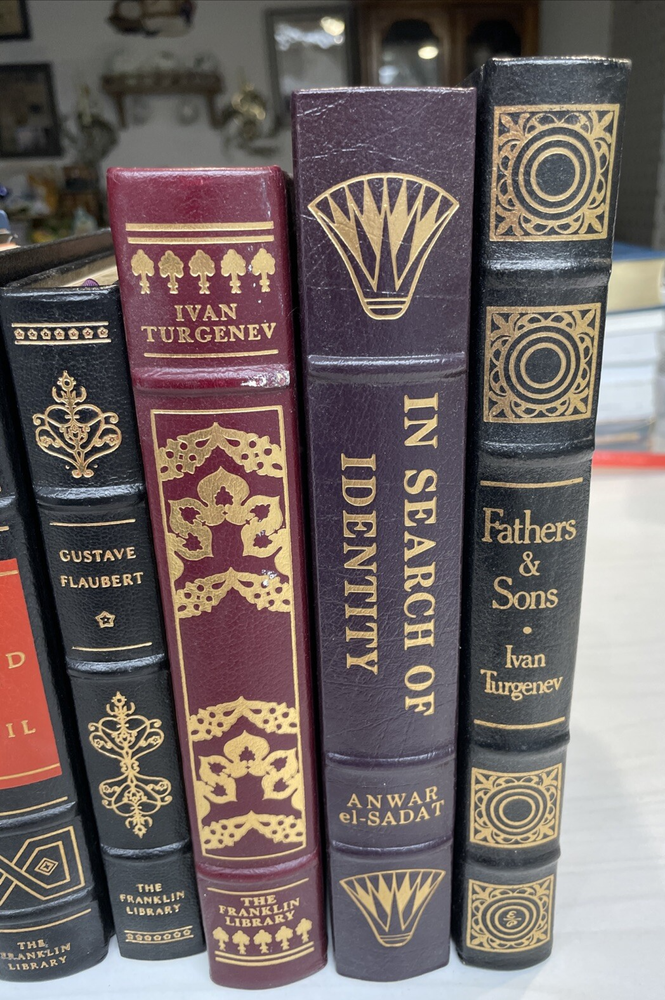 D
IL
THE
FRANKLIN
LIBRARY
GUSTAVE
FLAUBERT
THE
FRANKLIN
LIBRARY
IVAN
TURGENEV
THE
FRANKLIN
LIBRARY
IN SEARCH OF
IDENTITY
ANWAR
el-SADAT
Fathers
&
Sons
•
Ivan
Turgenev